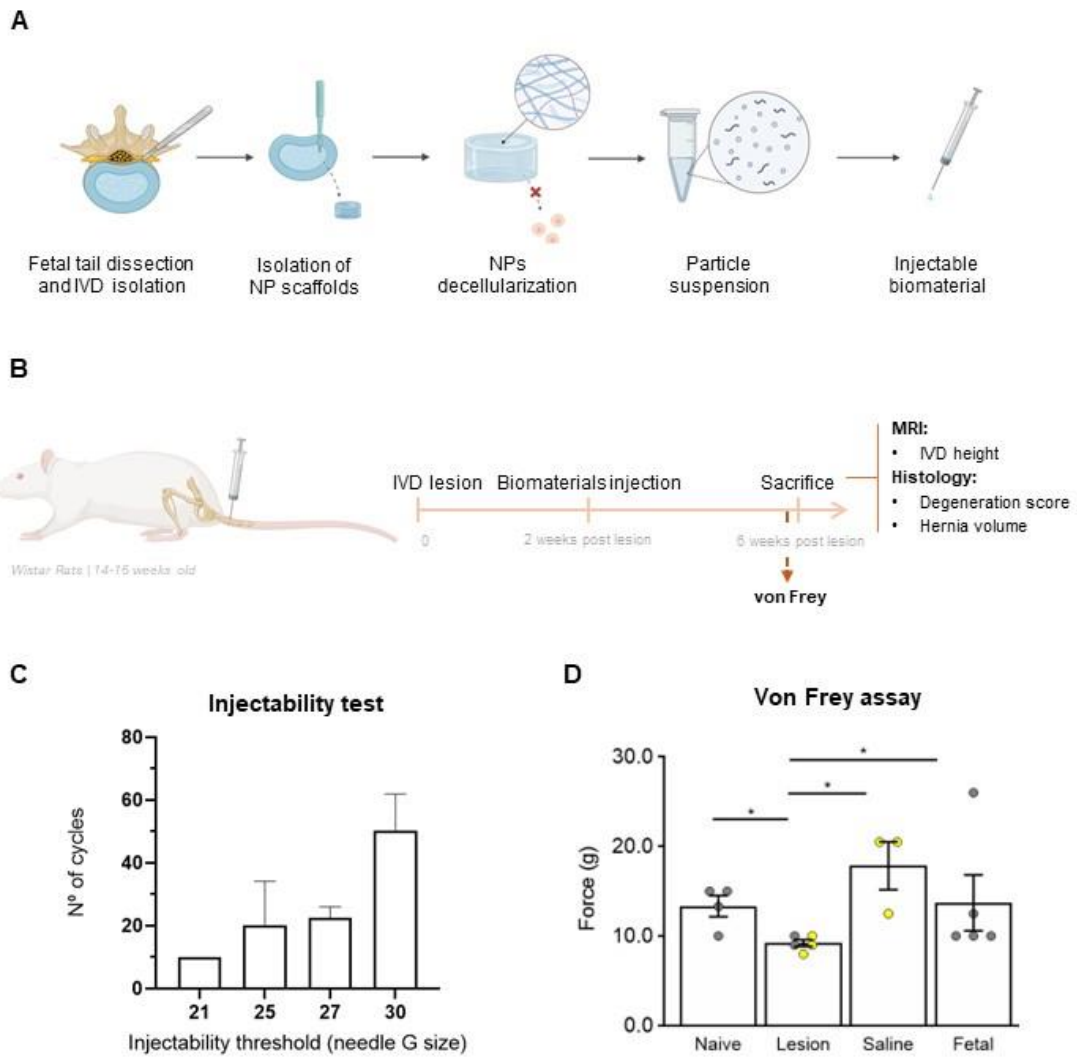 A
Fetal tail dissection
and IVD isolation
Isolation of
NP scaffolds
NPs
decellularization
Particle
suspension
Injectable
biomaterial
B
Wistar Rats | 14-16 weeks old
IVD lesion
Biomaterials injection
Sacrifice
0
2 weeks post lesion
6 weeks post lesion
von Frey
MRI:
• IVD height
Histology:
• Degeneration score
• Hernia volume
C
Injectability test
Nº of cycles
80
60
40
20
0
21 25 27 30
Injectability threshold (needle G size)
D
Von Frey assay
Force (g)
30.0
20.0
10.0
0.0
* * *
Naive Lesion Saline Fetal